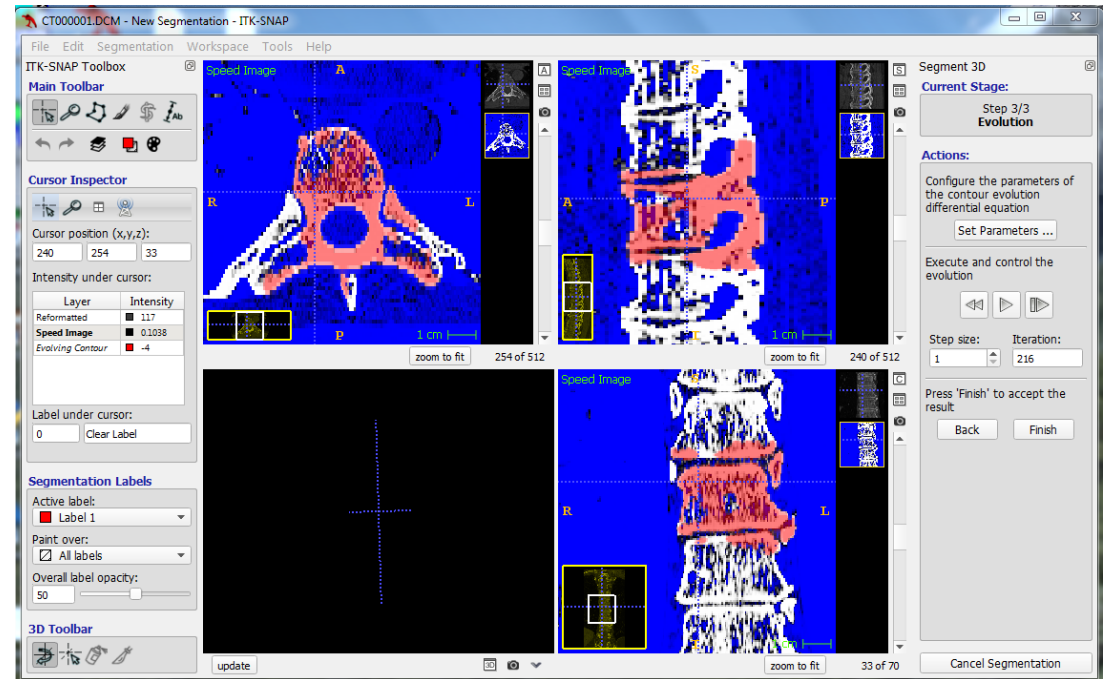 CT000001.DCM - New Segmentation - ITK-SNAP
File Edit Segmentation Workspace Tools Help
ITK-SNAP Toolbox
Main Toolbar
Ab
Cursor Inspector
Cursor position (x,y,z):
240 254 33
Intensity under cursor:
Layer Intensity
Reformatted 117
Speed Image 0.1038
Evolving Contour -4
Label under cursor:
0 Clear Label
Segmentation Labels
Active label:
Label 1
Paint over:
All labels
Overall label opacity:
50
3D Toolbar
Speed Image
A
R
L
P
1 cm
A
zoom to fit 254 of 512
Speed Image
S
A
P
1 cm
S
zoom to fit 240 of 512
update
3D
Speed Image
R
L
C
zoom to fit 33 of 70
Segment 3D
Current Stage:
Step 3/3
Evolution
Actions:
Configure the parameters of
the contour evolution
differential equation
Set Parameters ...
Execute and control the
evolution
Step size: Iteration:
1 216
Press 'Finish' to accept the
result
Back Finish
Cancel Segmentation